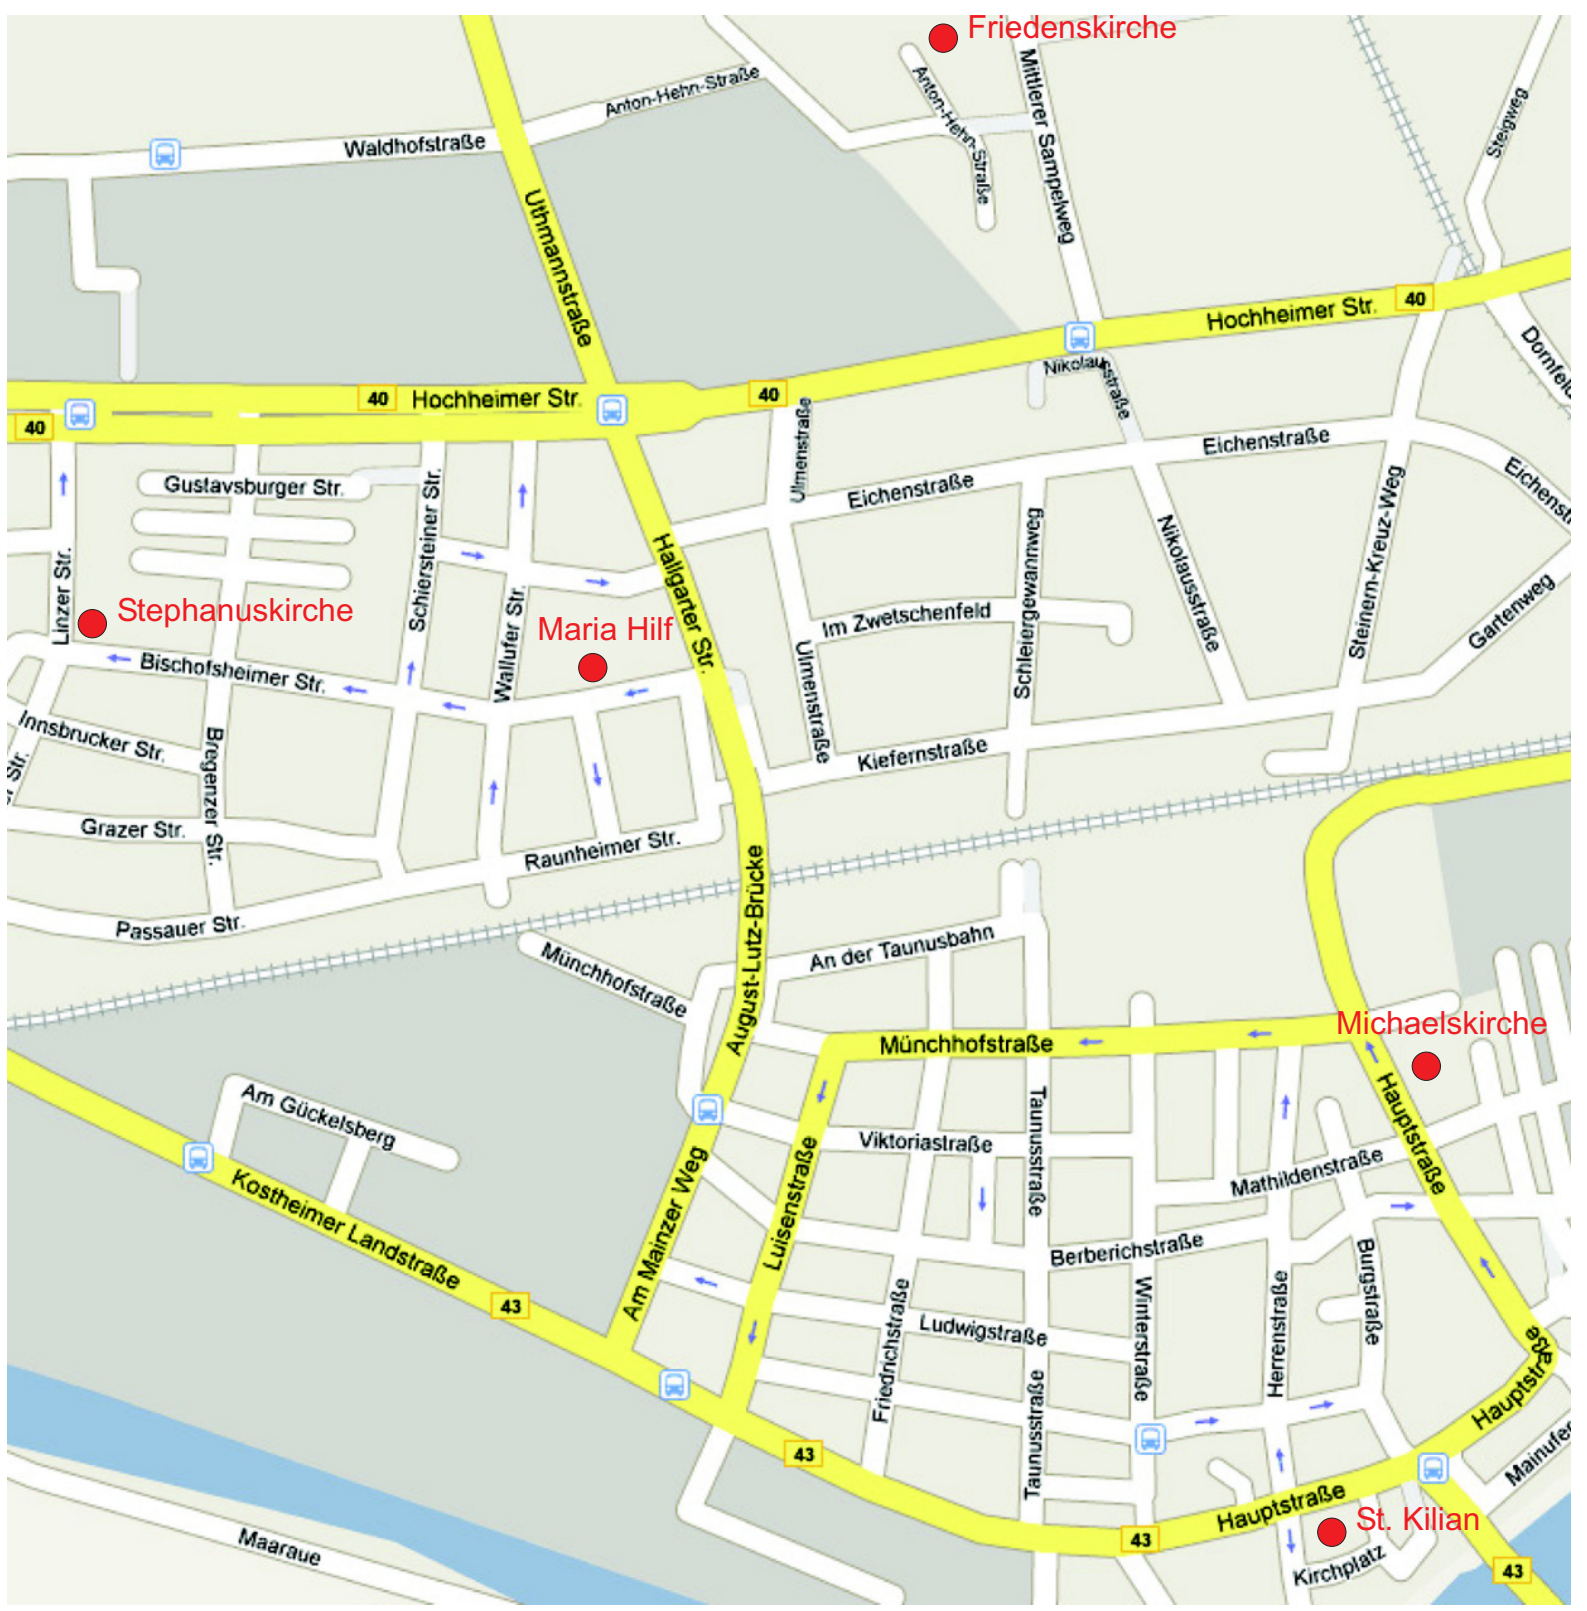 Friedenskirche
Anton-Hehn-Straße
Anton-Hehn-Straße
Mittlerer Sampelweg
Steigweg
Waldhofstraße
Uthmannstraße
40
Hochheimer Str.
40
Hochheimer Str.
40
40
Nikolausstraße
Ulmenstraße
Eichenstraße
Eichenstraße
Gustavsburger Str.
Schiersteiner Str.
Linzer Str.
Hallgarter Str.
Schleiergewannweg
Nikolausstraße
Steinern-Kreuz-Weg
Gartenweg
Stephanuskirche
Maria Hilf
Im Zwetschenfeld
Wallufer Str.
Bischofsheimer Str.
Ulmenstraße
Innsbrucker Str.
Bregenzer Str.
Kiefernstraße
Grazer Str.
Raunheimer Str.
Passauer Str.
August-Lutz-Brücke
An der Taunusbahn
Münchhofstraße
Michaelskirche
Münchhofstraße
Am Gückelsberg
Hauptstraße
Taunusstraße
Viktoriastraße
Mathildenstraße
Kostheimer Landstraße
Am Mainzer Weg
Luisenstraße
Berberichstraße
Burgstraße
43
Friedrichstraße
Ludwigstraße
Winterstraße
Herrenstraße
Hauptstraße
Taunusstraße
43
Hauptstraße
St. Kilian
Maaraue
43
Kirchplatz
43